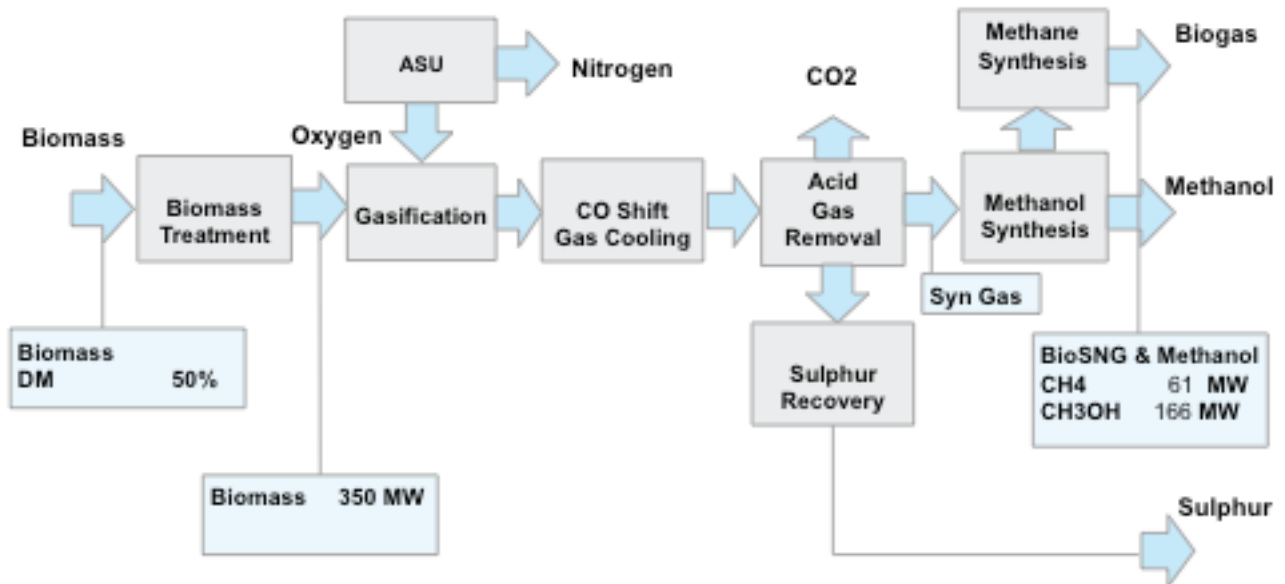 Methane
Synthesis
Biogas
ASU
Nitrogen
CO2
Biomass
Oxygen
Biomass
Treatment
Gasification
CO Shift
Gas Cooling
Acid
Gas
Removal
Methanol
Synthesis
Methanol
Syn Gas
Biomass
DM 50%
Sulphur
Recovery
BioSNG & Methanol
CH4 61 MW
CH3OH 166 MW
Biomass 350 MW
Sulphur